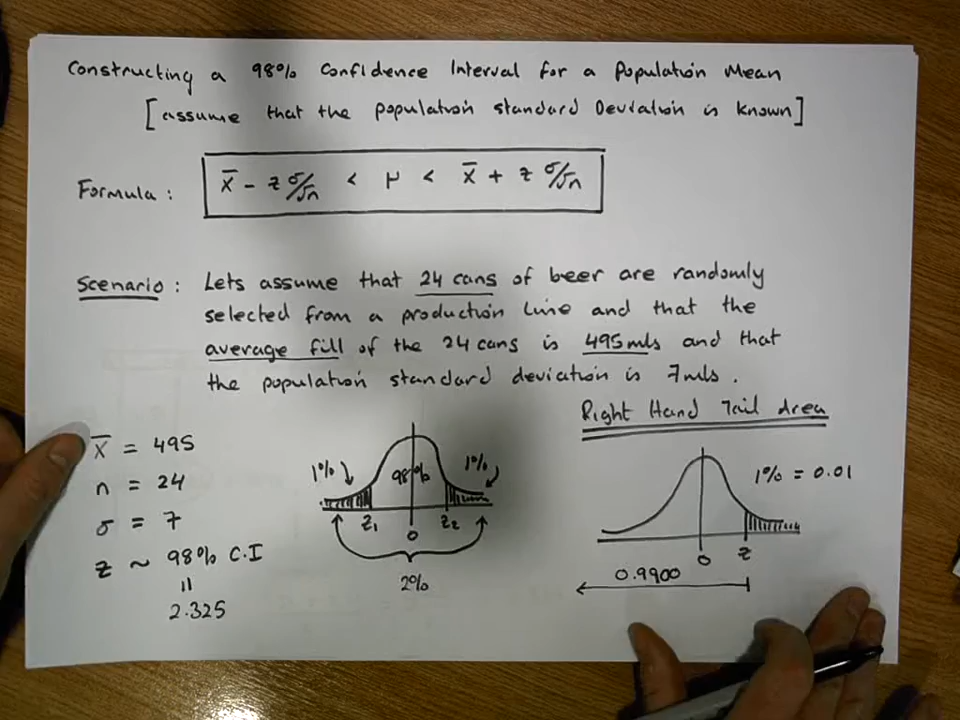 Constructing a 98% Confidence Interval for a Population Mean
[assume that the population standard Deviation is known]
Formula : x̄ - z σ/√n < μ < x̄ + z σ/√n
Scenario : Lets assume that 24 cans of beer are randomly
selected from a production line and that the
average fill of the 24 cans is 495mls and that
the population standard deviation is 7mls.
Right Hand Tail Area
x̄ = 495
n = 24
σ = 7
z ~ 98% C.I
=
2.325
1% 98% 1%
Z₁ 0 Z₂
2%
1% = 0.01
0 z
0.9900